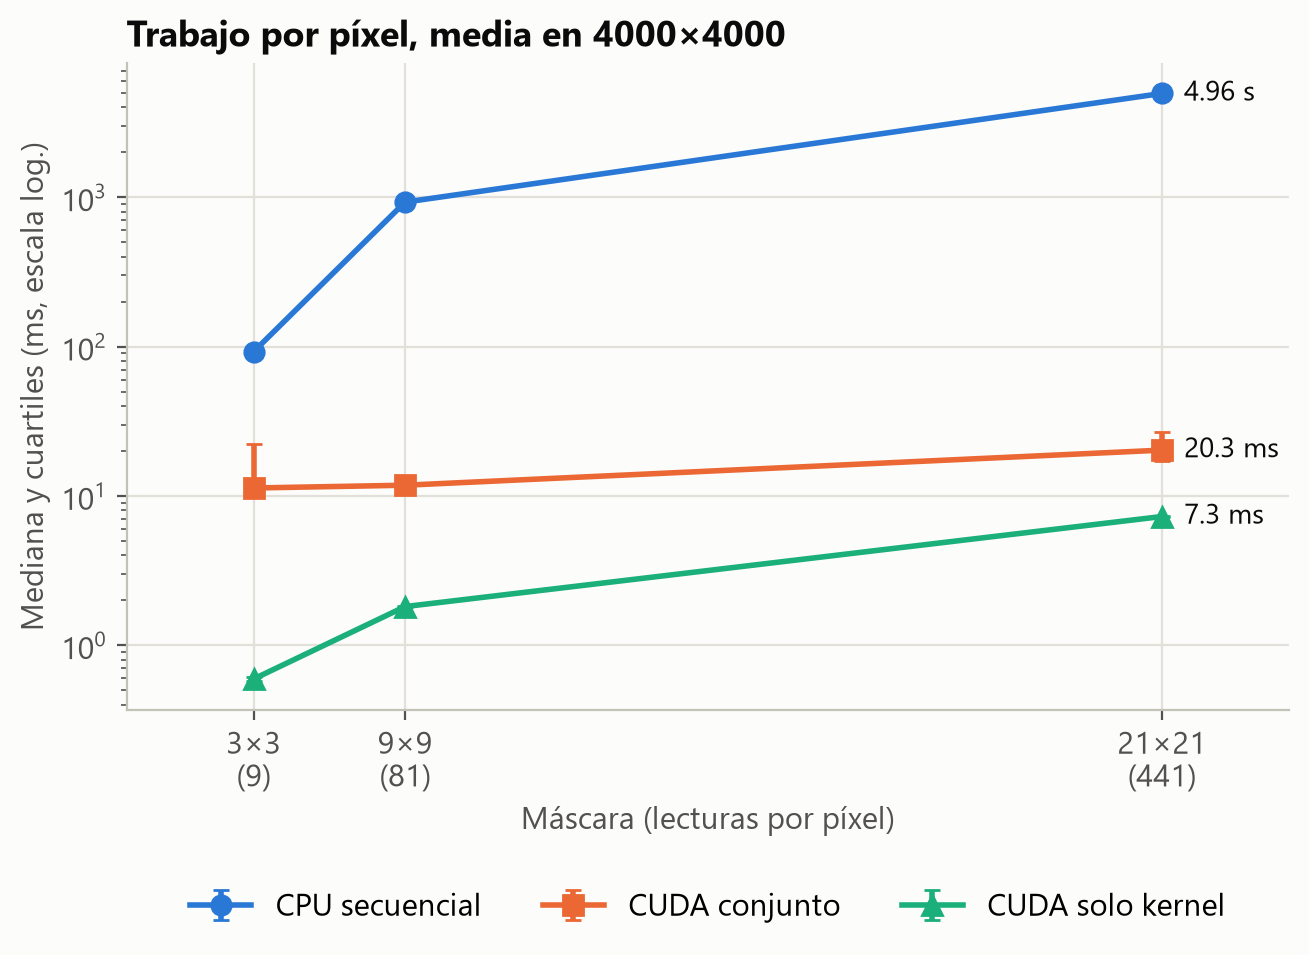 Trabajo por píxel, media en 4000×4000
Mediana y cuartiles (ms, escala log.)
10³
10²
10¹
10⁰
4.96 s
20.3 ms
7.3 ms
3×3
(9)
9×9
(81)
21×21
(441)
Máscara (lecturas por píxel)
CPU secuencial
CUDA conjunto
CUDA solo kernel